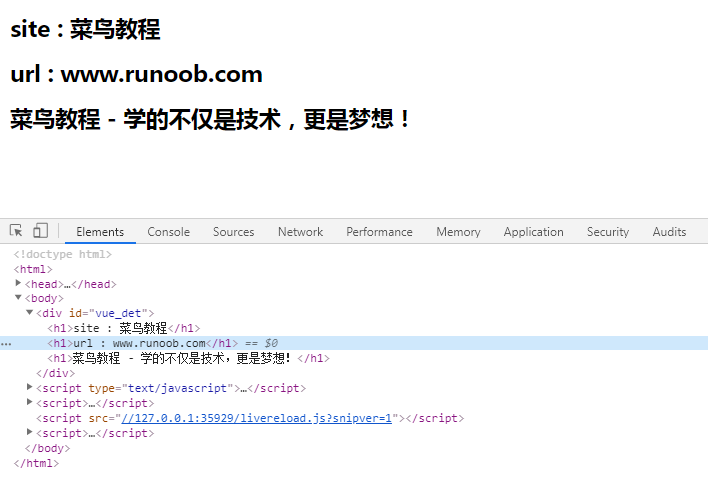 site : 菜鸟教程
url : www.runoob.com
菜鸟教程 - 学的不仅是技术，更是梦想！
Elements Console Sources Network Performance Memory Application Security Audits
<!doctype html>
<html>
<head>…</head>
<body>
<div id="vue_det">
<h1>site : 菜鸟教程</h1>
<h1>url : www.runoob.com</h1> == $0
<h1>菜鸟教程 - 学的不仅是技术，更是梦想！</h1>
</div>
<script type="text/javascript">…</script>
<script>…</script>
<script src="//127.0.0.1:35929/livereload.js?snipver=1"></script>
<script>…</script>
</body>
</html>